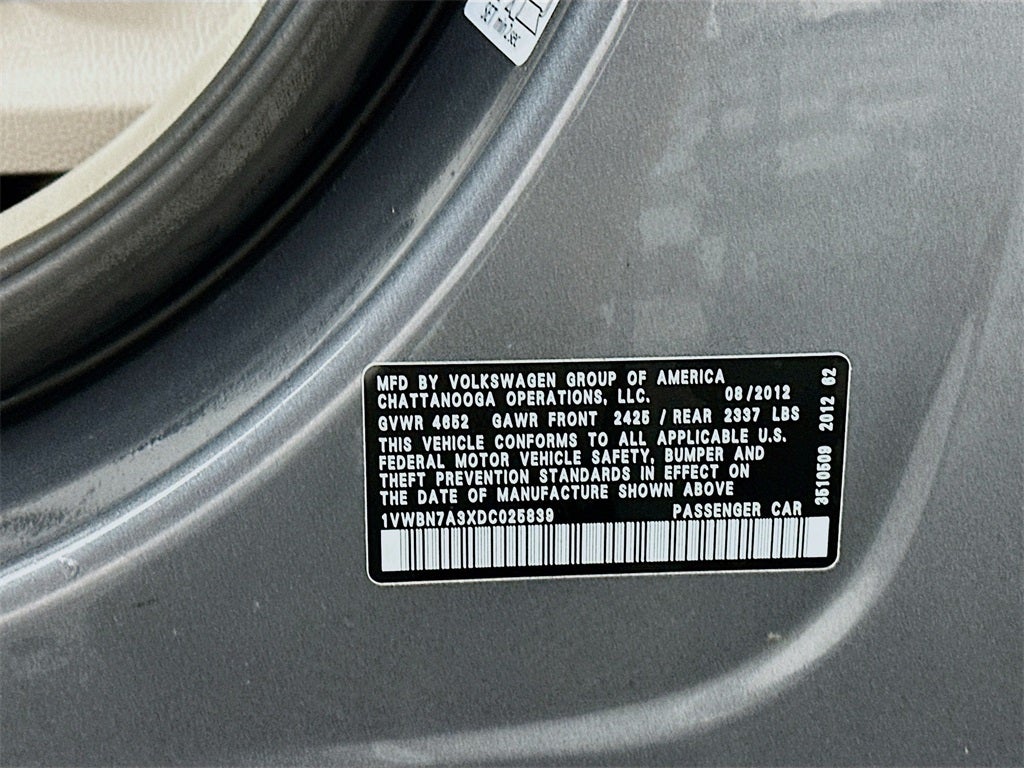 MFD BY VOLKSWAGEN GROUP OF AMERICA
CHATTANOOGA OPERATIONS, LLC. 08/2012
GVWR 4652 GAWR FRONT 2425 / REAR 2337 LBS
THIS VEHICLE CONFORMS TO ALL APPLICABLE U.S.
FEDERAL MOTOR VEHICLE SAFETY, BUMPER AND
THEFT PREVENTION STANDARDS IN EFFECT ON
THE DATE OF MANUFACTURE SHOWN ABOVE
1VWBN7A3XDC025839 PASSENGER CAR
3510509 2012 62